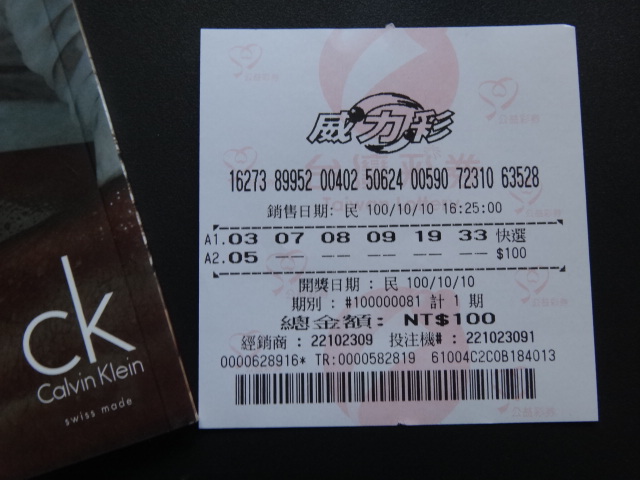 威力彩
16273 89952 00402 50624 00590 72310 63528
銷售日期: 民 100/10/10 16:25:00
A1.03 07 08 09 19 33 快選
A2.05 -- -- -- -- -- $100
開獎日期 : 民 100/10/10
期別 : #100000081 計 1 期
總金額: NT$100
經銷商 : 22102309 投注機# : 221023091
0000628916* TR:0000582819 61004C2C0B184013
ck
Calvin Klein
swiss made